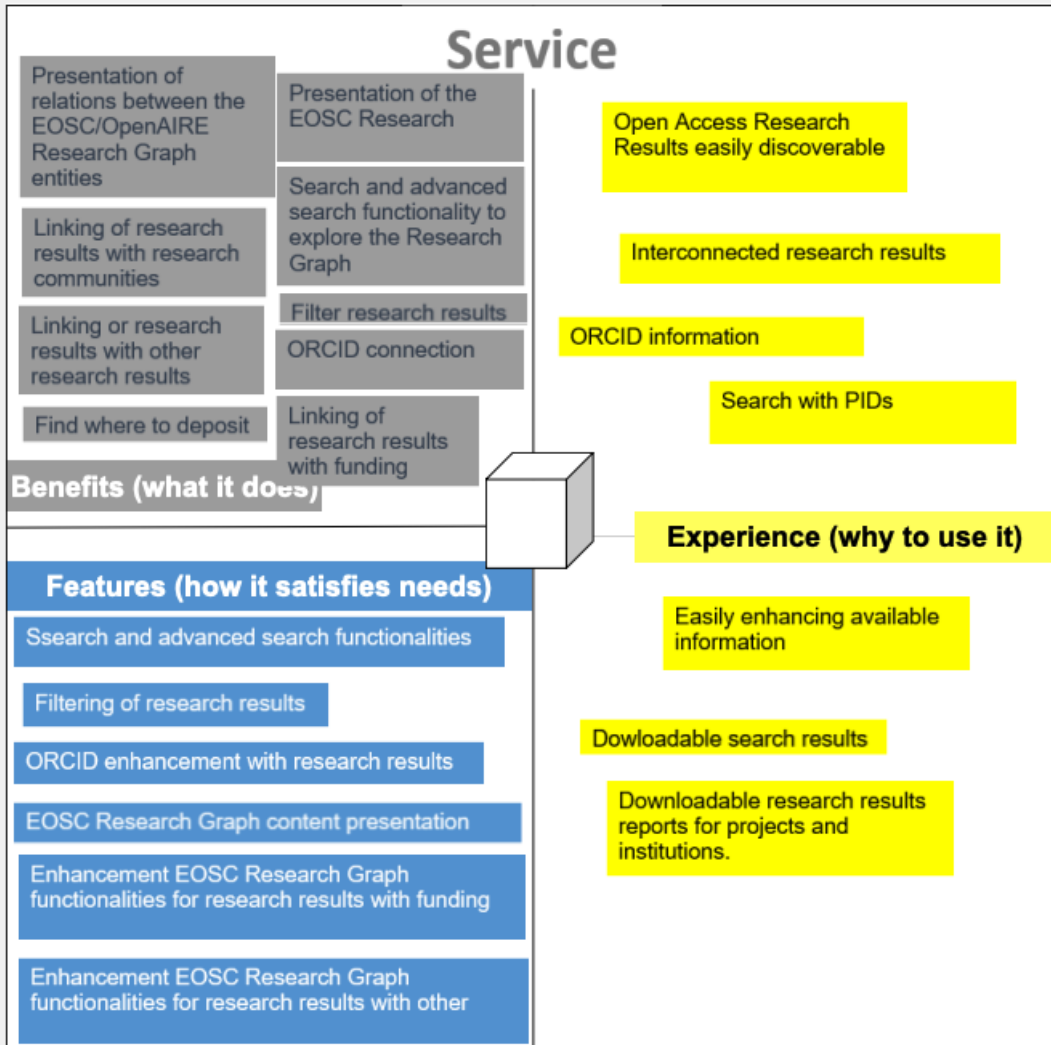 Service
Presentation of
relations between the
EOSC/OpenAIRE
Research Graph
entities
Linking of research
results with research
communities
Linking or research
results with other
research results
Find where to deposit
Presentation of the
EOSC Research
Search and advanced
search functionality to
explore the Research
Graph
Filter research results
ORCID connection
Linking of
research results
with funding
Benefits (what it does)
Open Access Research
Results easily discoverable
Interconnected research results
ORCID information
Search with PIDs
Experience (why to use it)
Easily enhancing available
information
Dowloadable search results
Downloadable research results
reports for projects and
institutions.
Features (how it satisfies needs)
Ssearch and advanced search functionalities
Filtering of research results
ORCID enhancement with research results
EOSC Research Graph content presentation
Enhancement EOSC Research Graph
functionalities for research results with funding
Enhancement EOSC Research Graph
functionalities for research results with other